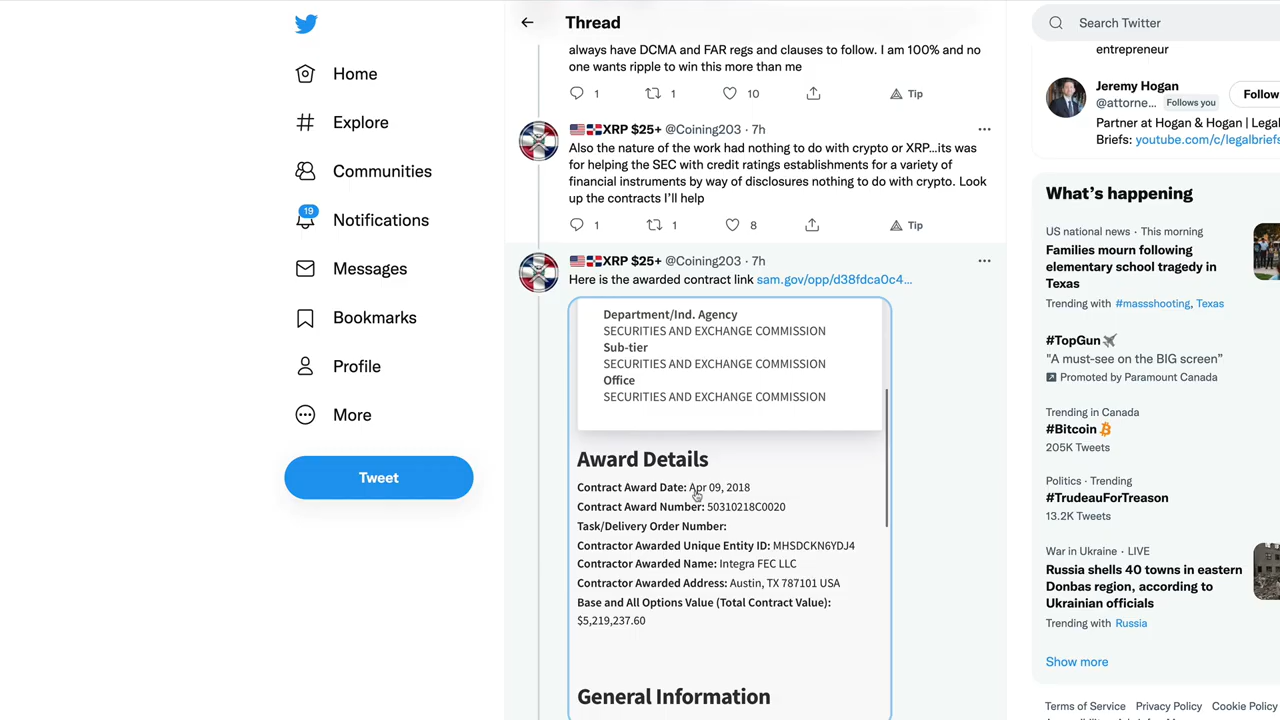 Home
Explore
Communities
19
Notifications
Messages
Bookmarks
Profile
More
Tweet
Thread
always have DCMA and FAR regs and clauses to follow. I am 100% and no
one wants ripple to win this more than me
1
1
10
Tip
XRP $25+ @Coining203 · 7h
Also the nature of the work had nothing to do with crypto or XRP...its was
for helping the SEC with credit ratings establishments for a variety of
financial instruments by way of disclosures nothing to do with crypto. Look
up the contracts I'll help
1
1
8
Tip
XRP $25+ @Coining203 · 7h
Here is the awarded contract link sam.gov/opp/d38fdca0c4...
Department/Ind. Agency
SECURITIES AND EXCHANGE COMMISSION
Sub-tier
SECURITIES AND EXCHANGE COMMISSION
Office
SECURITIES AND EXCHANGE COMMISSION
Award Details
Contract Award Date: Apr 09, 2018
Contract Award Number: 50310218C0020
Task/Delivery Order Number:
Contractor Awarded Unique Entity ID: MHSDCKN6YDJ4
Contractor Awarded Name: Integra FEC LLC
Contractor Awarded Address: Austin, TX 787101 USA
Base and All Options Value (Total Contract Value):
$5,219,237.60
General Information
Search Twitter
entrepreneur
Jeremy Hogan
@attorne... Follows you
Follow
Partner at Hogan & Hogan | Legal
Briefs: youtube.com/c/legalbriefs
What's happening
US national news · This morning
Families mourn following
elementary school tragedy in
Texas
Trending with #massshooting, Texas
#TopGun
"A must-see on the BIG screen"
Promoted by Paramount Canada
Trending in Canada
#Bitcoin
205K Tweets
Politics · Trending
#TrudeauForTreason
13.2K Tweets
War in Ukraine · LIVE
Russia shells 40 towns in eastern
Donbas region, according to
Ukrainian officials
Trending with Russia
Show more
Terms of Service Privacy Policy Cookie Policy